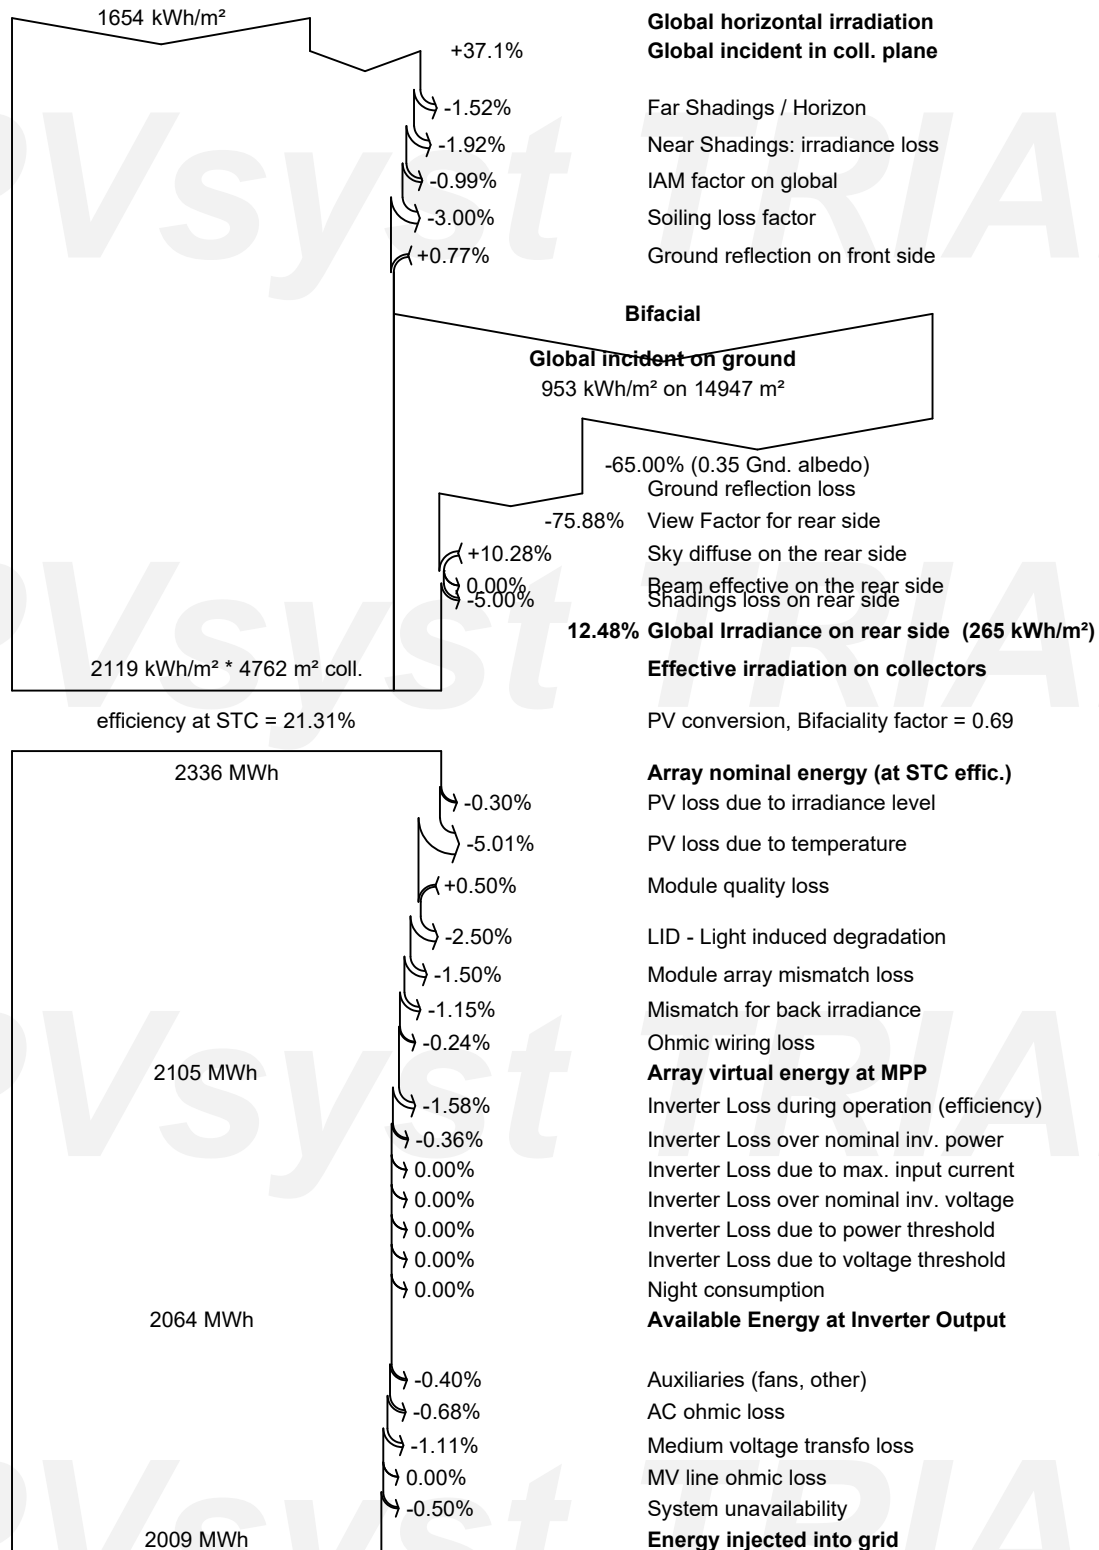 1654 kWh/m² Global horizontal irradiation
+37.1% Global incident in coll. plane
-1.52% Far Shadings / Horizon
-1.92% Near Shadings: irradiance loss
-0.99% IAM factor on global
-3.00% Soiling loss factor
+0.77% Ground reflection on front side
Bifacial
Global incident on ground
953 kWh/m² on 14947 m²
-65.00% (0.35 Gnd. albedo)
Ground reflection loss
-75.88% View Factor for rear side
+10.28% Sky diffuse on the rear side
0.00% Beam effective on the rear side
-5.00% Shadings loss on rear side
12.48% Global Irradiance on rear side (265 kWh/m²)
2119 kWh/m² * 4762 m² coll. Effective irradiation on collectors
efficiency at STC = 21.31% PV conversion, Bifaciality factor = 0.69
2336 MWh Array nominal energy (at STC effic.)
-0.30% PV loss due to irradiance level
-5.01% PV loss due to temperature
+0.50% Module quality loss
-2.50% LID - Light induced degradation
-1.50% Module array mismatch loss
-1.15% Mismatch for back irradiance
-0.24% Ohmic wiring loss
2105 MWh Array virtual energy at MPP
-1.58% Inverter Loss during operation (efficiency)
-0.36% Inverter Loss over nominal inv. power
0.00% Inverter Loss due to max. input current
0.00% Inverter Loss over nominal inv. voltage
0.00% Inverter Loss due to power threshold
0.00% Inverter Loss due to voltage threshold
0.00% Night consumption
2064 MWh Available Energy at Inverter Output
-0.40% Auxiliaries (fans, other)
-0.68% AC ohmic loss
-1.11% Medium voltage transfo loss
0.00% MV line ohmic loss
-0.50% System unavailability
2009 MWh Energy injected into grid
PVsyst TRIA
PVsyst TRIA
PVsyst TRIA
PVsyst TRIA